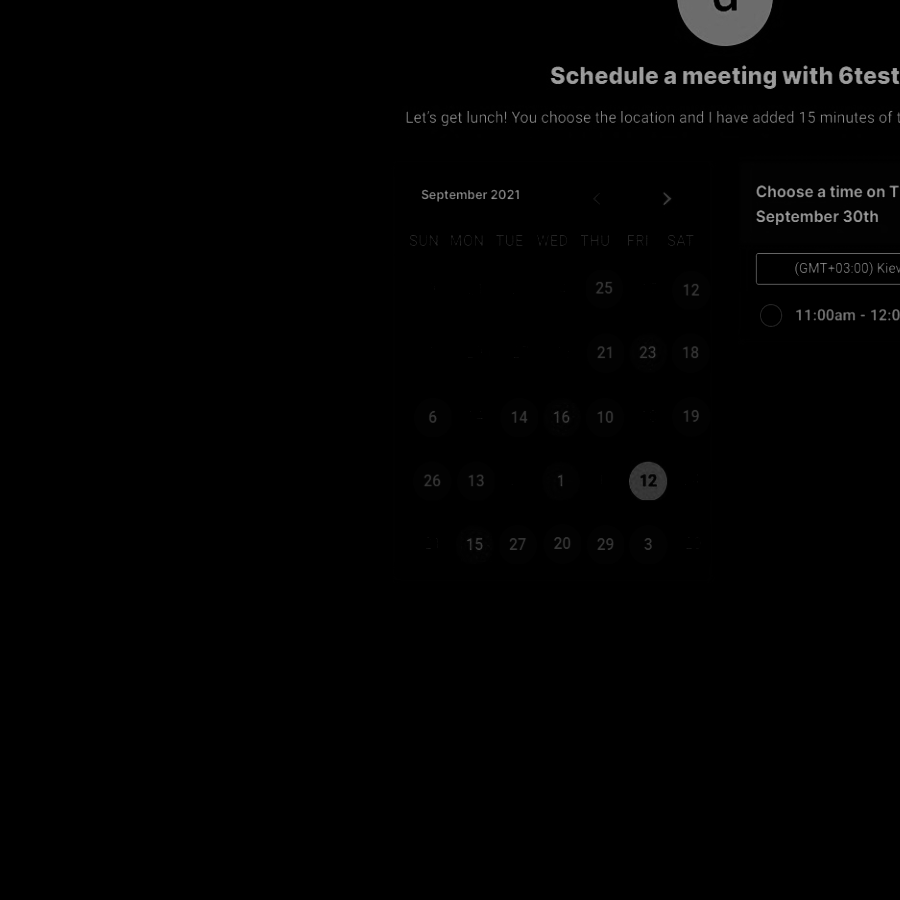 d
Schedule a meeting with 6test
Let's get lunch! You choose the location and I have added 15 minutes of
September 2021
SUN MON TUE WED THU FRI SAT
25 12
21 23 18
6 14 16 10 19
26 13 1 12
15 27 20 29 3
Choose a time on T
September 30th
(GMT+03:00) Kiev
11:00am - 12:0